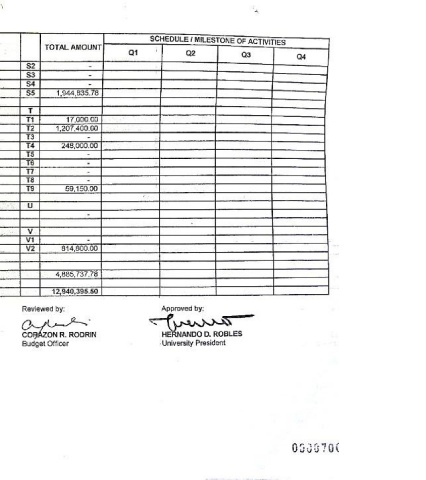 SCHEDULE / MILESTONE OF ACTIVITIES
TOTAL AMOUNT Q1 Q2 Q3 Q4
S2 -
S3 -
S4 -
S5 1,944,835.78
T
T1 17,000.00
T2 1,207,400.00
T3 -
T4 248,000.00
T5 -
T6 -
T7 -
T8 -
T9 59,150.00
U
-
V
V1 -
V2 814,800.00
4,885,737.78
12,940,395.50
Reviewed by: Approved by:
CORAZON R. RODRIN HERNANDO D. ROBLES
Budget Officer University President